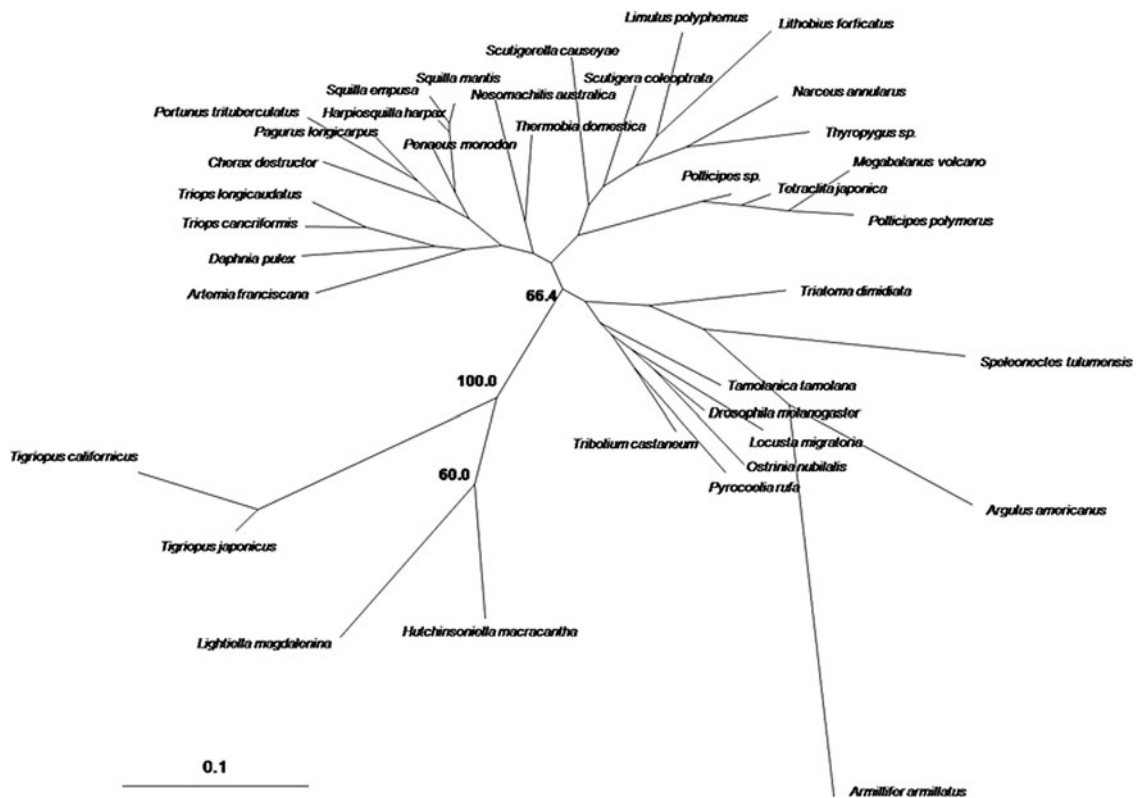 Limulus polyphemus
Lithobius forficatus
Scutigerella causeyae
Squilla mantis
Scutigera coleoptrata
Squilla empusa
Nesomachilis australica
Narceus annularus
Portunus trituberculatus
Harpiosquilla harpax
Thermobia domestica
Pagurus longicarpus
Thyropygus sp.
Penaeus monodon
Cherax destructor
Megabalanus volcano
Pollicipes sp.
Tetraclita japonica
Triops longicaudatus
Pollicipes polymerus
Triops cancriformis
Daphnia pulex
Artemia franciscana
66.4
Triatoma dimidiata
Speleonectes tulumensis
100.0
Tamolanica tamolana
Drosophila melanogaster
Tribolium castaneum
Locusta migratoria
Tigriopus californicus
60.0
Ostrinia nubilalis
Pyrocoelia rufa
Argulus americanus
Tigriopus japonicus
Hutchinsoniella macracantha
Lightiella magdalenina
0.1
Armillifer armillatus